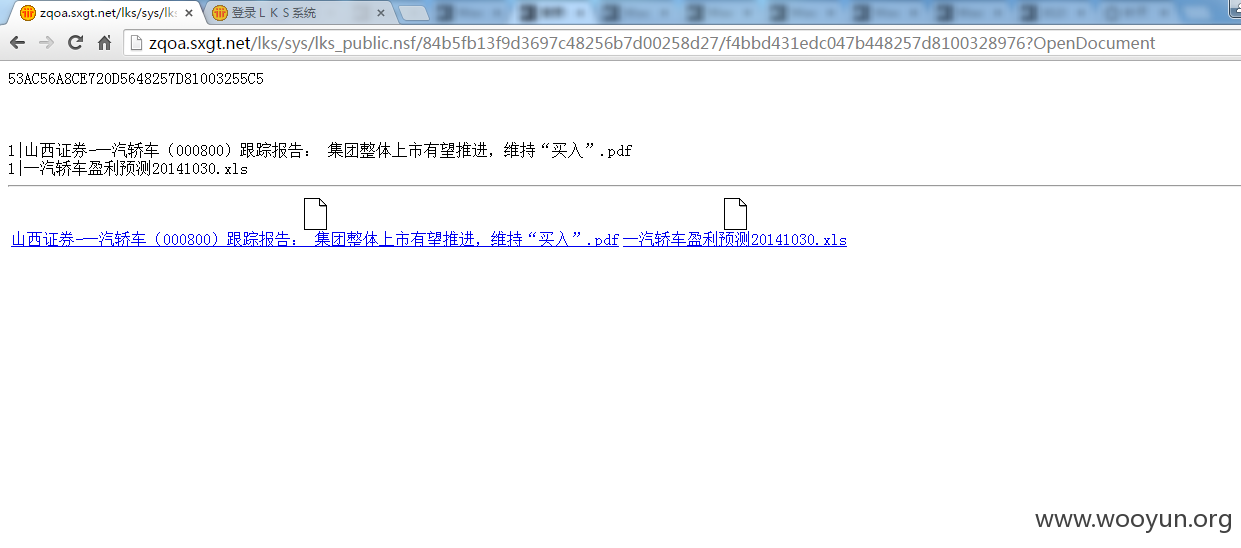 zqoa.sxgt.net/lks/sys/lks
登录ＬＫＳ系统
zqoa.sxgt.net/lks/sys/lks_public.nsf/84b5fb13f9d3697c48256b7d00258d27/f4bbd431edc047b448257d8100328976?OpenDocument
53AC56A8CE720D5648257D81003255C5
1|山西证券-一汽轿车（000800）跟踪报告： 集团整体上市有望推进，维持“买入”.pdf
1|一汽轿车盈利预测20141030.xls
山西证券-一汽轿车（000800）跟踪报告： 集团整体上市有望推进，维持“买入”.pdf 一汽轿车盈利预测20141030.xls
www.wooyun.org